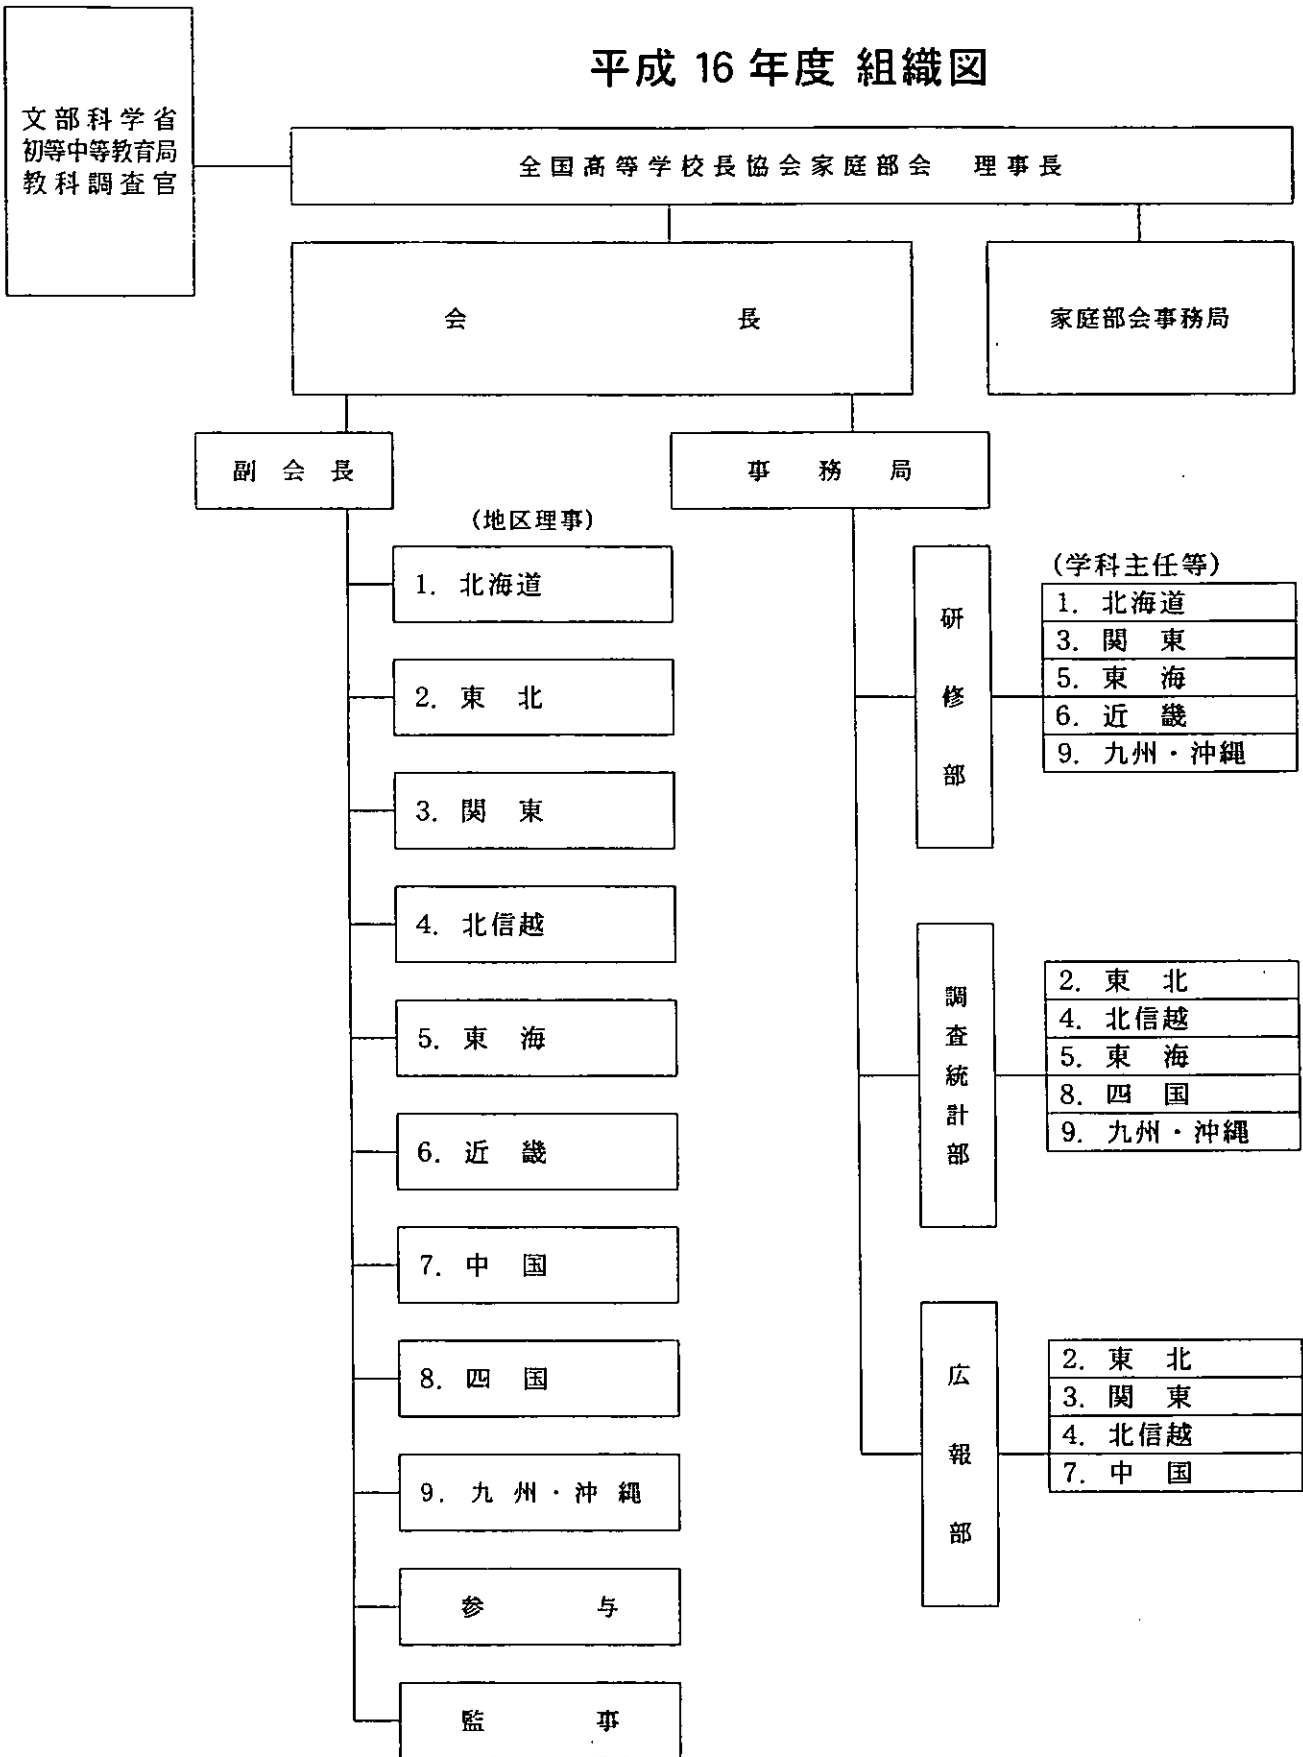 平成 16 年度 組織図
文部科学省
初等中等教育局
教科調査官
全国高等学校長協会家庭部会 理事長
会 長
家庭部会事務局
副 会 長
事 務 局
(地区理事)
1. 北海道
2. 東 北
3. 関 東
4. 北信越
5. 東 海
6. 近 畿
7. 中 国
8. 四 国
9. 九 州・沖 縄
参 与
監 事
研修部
(学科主任等)
1. 北海道
3. 関 東
5. 東 海
6. 近 畿
9. 九州・沖縄
調査統計部
2. 東 北
4. 北信越
5. 東 海
8. 四 国
9. 九州・沖縄
広報部
2. 東 北
3. 関 東
4. 北信越
7. 中 国